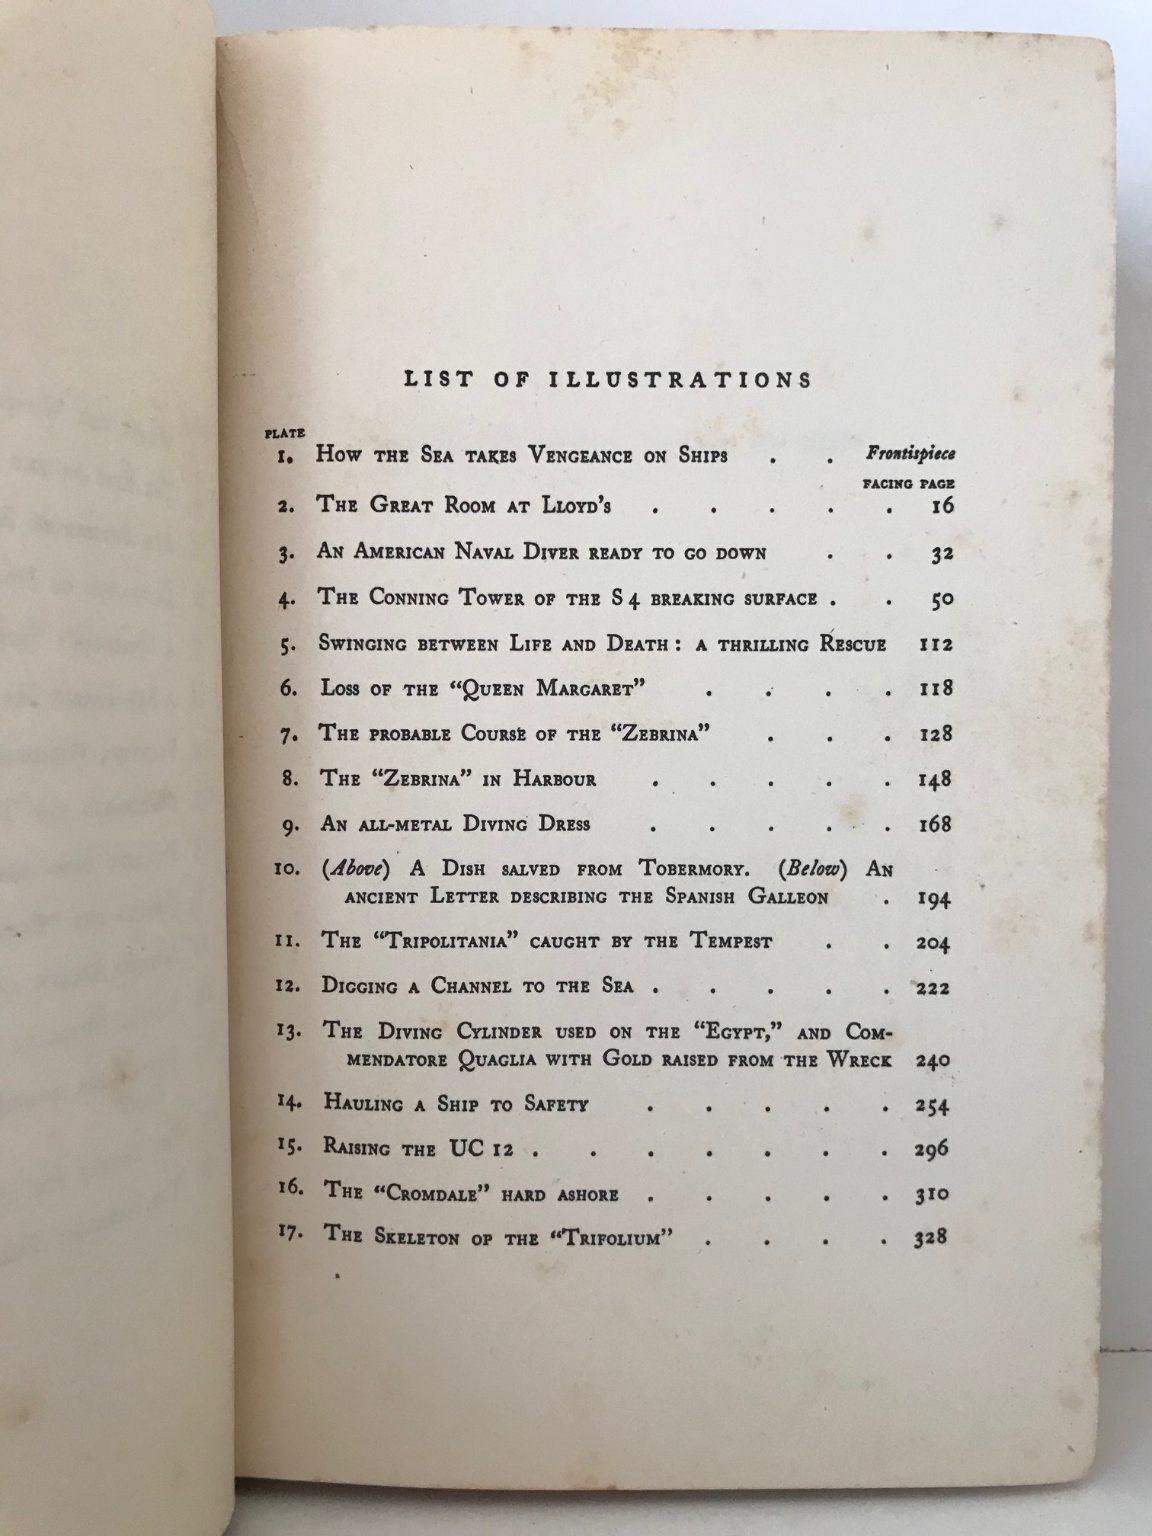 LIST OF ILLUSTRATIONS
PLATE
1. How the Sea takes Vengeance on Ships . . Frontispiece
FACING PAGE
2. The Great Room at Lloyd's . . . . . 16
3. An American Naval Diver ready to go down . . 32
4. The Conning Tower of the S 4 breaking surface . . 50
5. Swinging between Life and Death: a thrilling Rescue 112
6. Loss of the "Queen Margaret" . . . . 118
7. The probable Course of the "Zebrina" . . . 128
8. The "Zebrina" in Harbour . . . . . 148
9. An all-metal Diving Dress . . . . . 168
10. (Above) A Dish salved from Tobermory. (Below) An
ancient Letter describing the Spanish Galleon . 194
11. The "Tripolitania" caught by the Tempest . . 204
12. Digging a Channel to the Sea . . . . . 222
13. The Diving Cylinder used on the "Egypt," and Com-
mendatore Quaglia with Gold raised from the Wreck 240
14. Hauling a Ship to Safety . . . . . 254
15. Raising the UC 12 . . . . . . . 296
16. The "Cromdale" hard ashore . . . . . 310
17. The Skeleton of the "Trifolium" . . . . 328